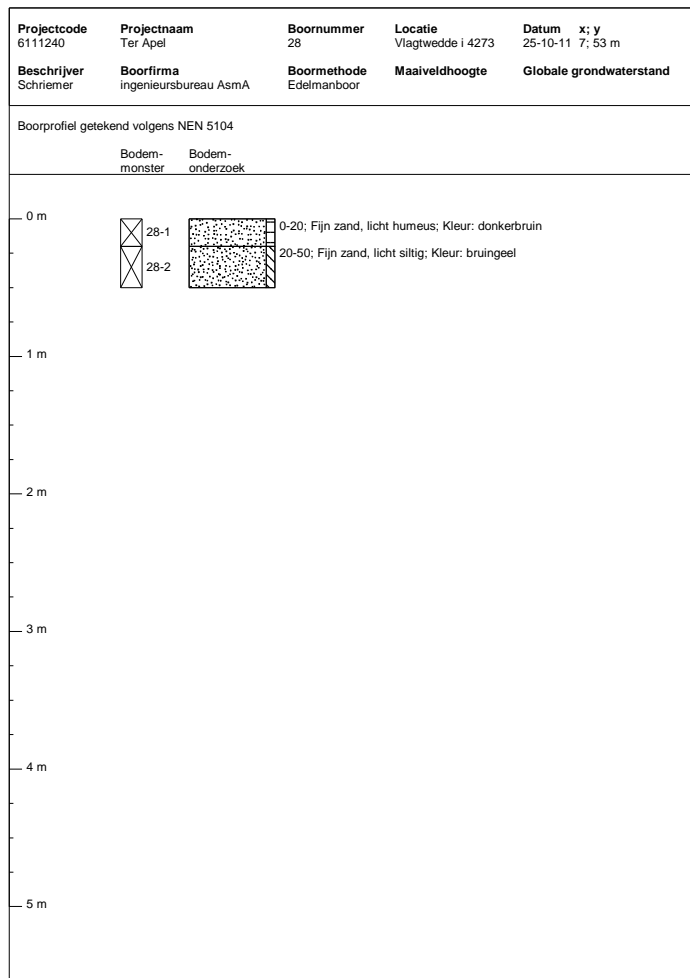 Projectcode Projectnaam Boornummer Locatie Datum x; y
6111240 Ter Apel 28 Vlagtwedde i 4273 25-10-11 7; 53 m
Beschrijver Boorfirma Boormethode Maaiveldhoogte Globale grondwaterstand
Schriemer ingenieursbureau AsmA Edelmanboor
Boorprofiel getekend volgens NEN 5104
Bodem- Bodem-
monster onderzoek
0 m
28-1 0-20; Fijn zand, licht humeus; Kleur: donkerbruin
28-2 20-50; Fijn zand, licht siltig; Kleur: bruingeel
1 m
2 m
3 m
4 m
5 m